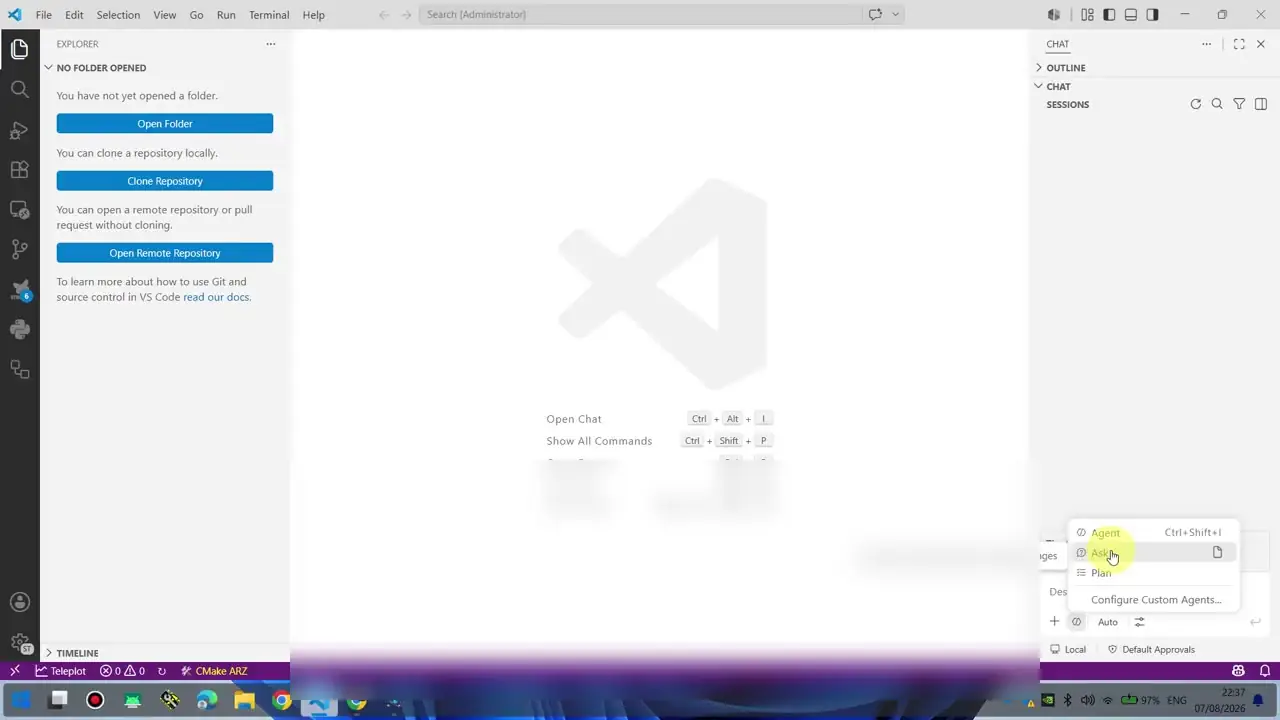 File Edit Selection View Go Run Terminal Help
Search [Administrator]
EXPLORER
NO FOLDER OPENED
You have not yet opened a folder.
Open Folder
You can clone a repository locally.
Clone Repository
You can open a remote repository or pull
request without cloning.
Open Remote Repository
To learn more about how to use Git and
source control in VS Code read our docs.
6
Open Chat Ctrl + Alt + I
Show All Commands Ctrl + Shift + P
CHAT
OUTLINE
CHAT
SESSIONS
Agent Ctrl+Shift+I
Ask
Plan
Configure Custom Agents...
Auto
Local Default Approvals
TIMELINE
ST
Teleplot 0 0 CMake ARZ
97% ENG
22:37
07/08/2026